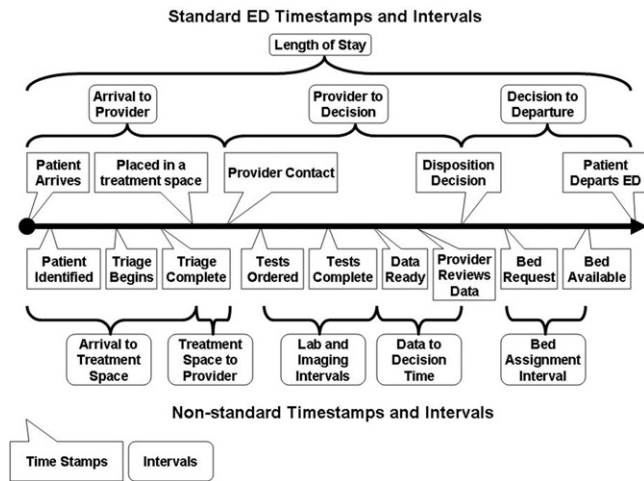 Standard ED Timestamps and Intervals
Length of Stay
Arrival to
Provider
Provider to
Decision
Decision to
Departure
Patient
Arrives
Placed in a
treatment space
Provider Contact
Disposition
Decision
Patient
Departs ED
Patient
Identified
Triage
Begins
Triage
Complete
Tests
Ordered
Tests
Complete
Data
Ready
Provider
Reviews
Data
Bed
Request
Bed
Available
Arrival to
Treatment
Space
Treatment
Space to
Provider
Lab and
Imaging
Intervals
Data to
Decision
Time
Bed
Assignment
Interval
Non-standard Timestamps and Intervals
Time Stamps
Intervals